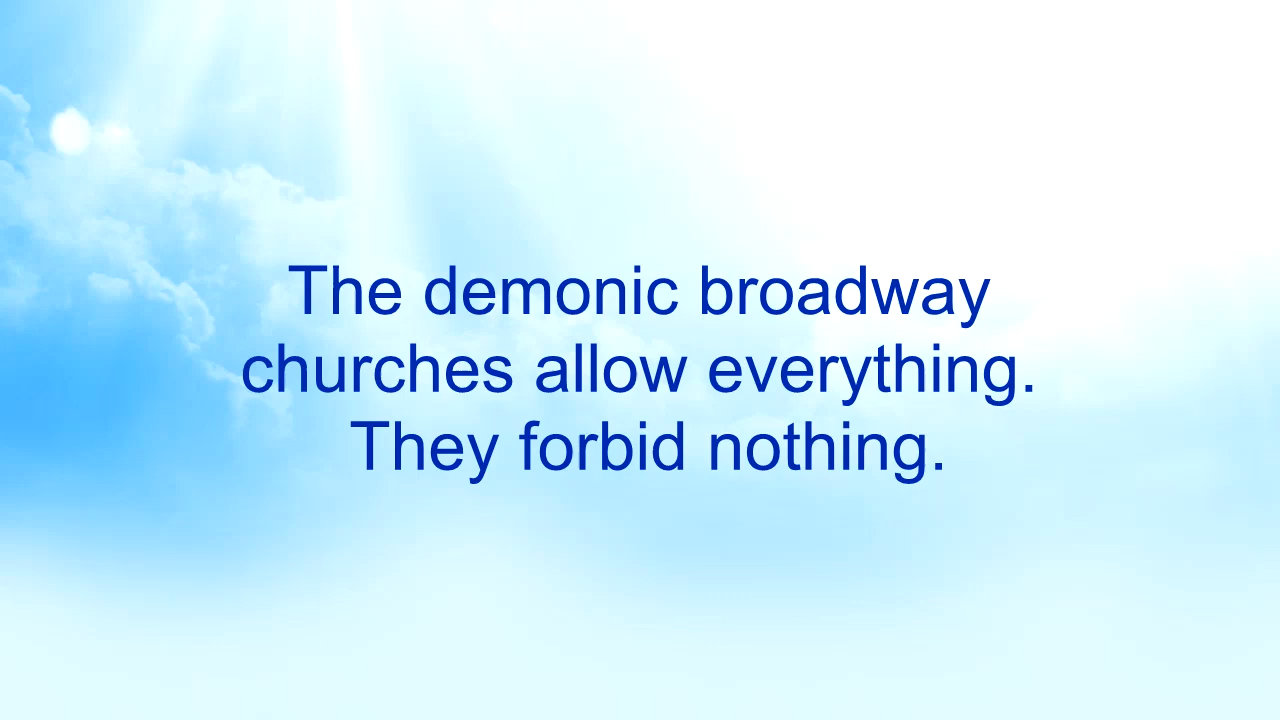 The demonic broadway
churches allow everything.
They forbid nothing.